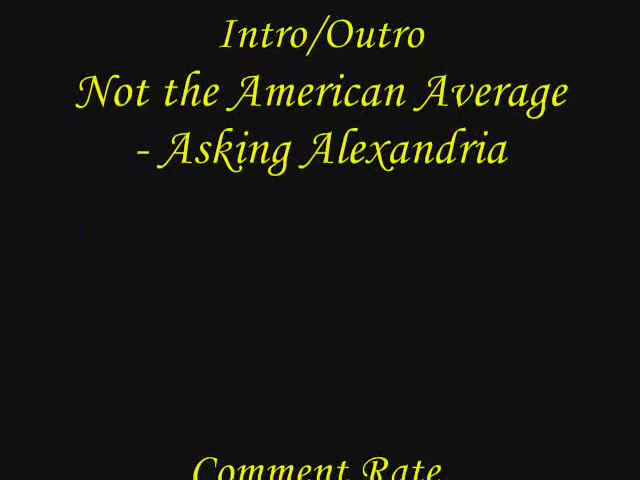 Intro/Outro
Not the American Average
- Asking Alexandria
Comment Rate